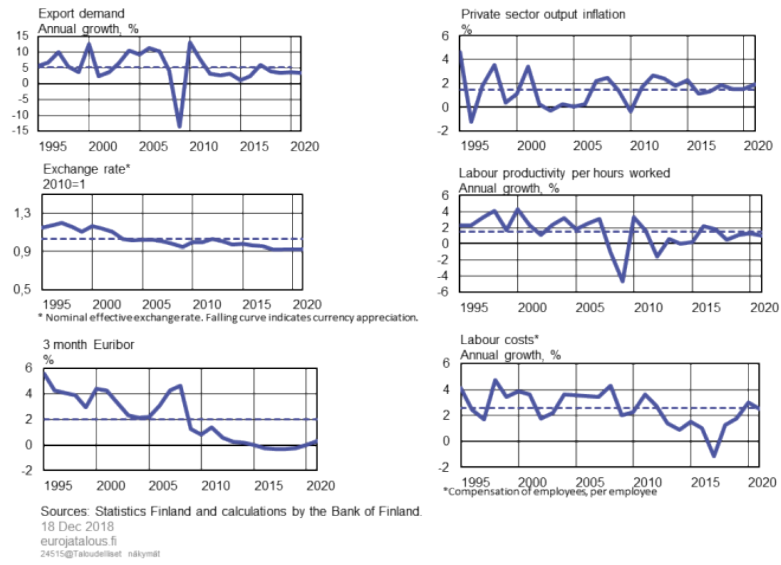 Export demand
Annual growth, %
15
10
5
0
-5
-10
-15
1995 2000 2005 2010 2015 2020
Private sector output inflation
%
6
4
2
0
-2
1995 2000 2005 2010 2015 2020
Exchange rate*
2010=1
1,3
0,9
0,5
1995 2000 2005 2010 2015 2020
* Nominal effective exchange rate. Falling curve indicates currency appreciation.
Labour productivity per hours worked
Annual growth, %
6
4
2
0
-2
-4
-6
1995 2000 2005 2010 2015 2020
3 month Euribor
%
6
4
2
0
-2
1995 2000 2005 2010 2015 2020
Labour costs*
Annual growth, %
6
4
2
0
-2
1995 2000 2005 2010 2015 2020
*Compensation of employees, per employee
Sources: Statistics Finland and calculations by the Bank of Finland.
18 Dec 2018
eurojatalous.fi
24515@Taloudelliset näkymät